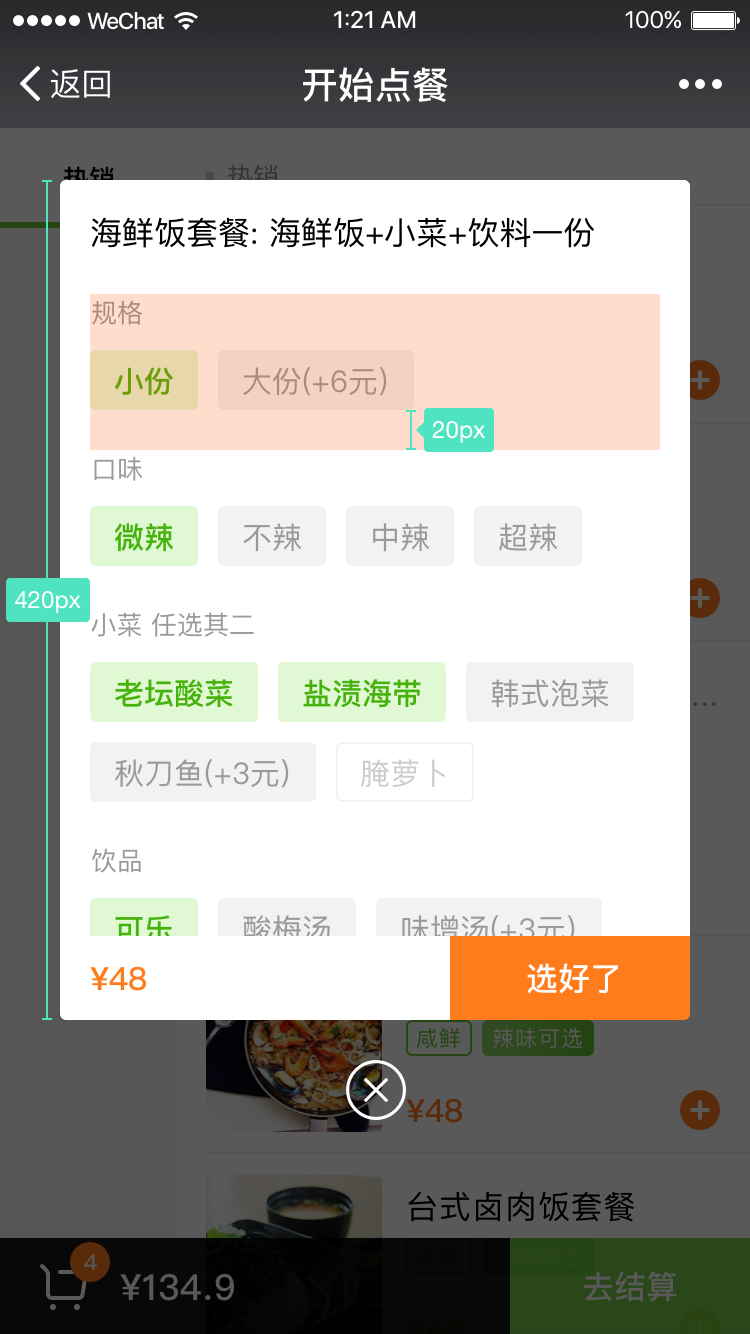 WeChat 1:21 AM 100%
返回 开始点餐
热销 热销
海鲜饭套餐: 海鲜饭+小菜+饮料一份
规格
小份 大份(+6元)
20px
口味
微辣 不辣 中辣 超辣
420px
小菜 任选其二
老坛酸菜 盐渍海带 韩式泡菜
...
秋刀鱼(+3元) 腌萝卜
饮品
可乐 酸梅汤 味增汤(+3元)
¥48 选好了
咸鲜 辣味可选
¥48
台式卤肉饭套餐
4
¥134.9 去结算
¥48